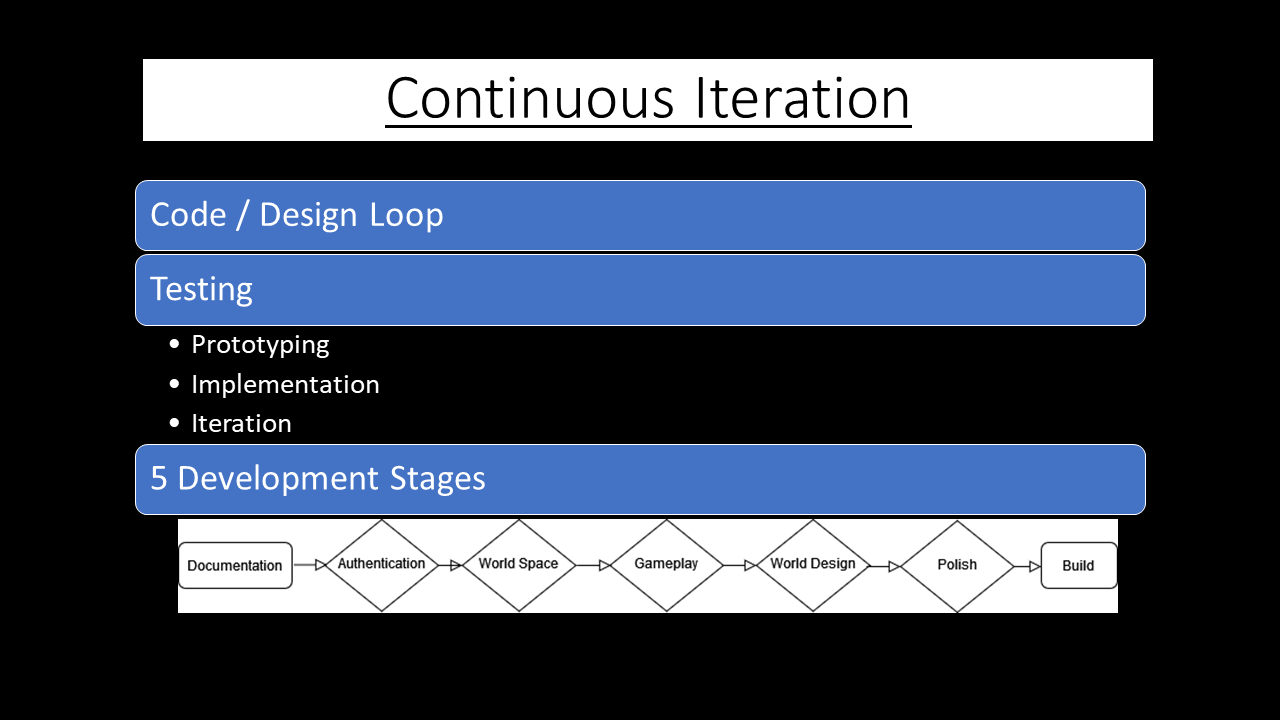 Continuous Iteration
Code / Design Loop
Testing
• Prototyping
• Implementation
• Iteration
5 Development Stages
Documentation
Authentication
World Space
Gameplay
World Design
Polish
Build